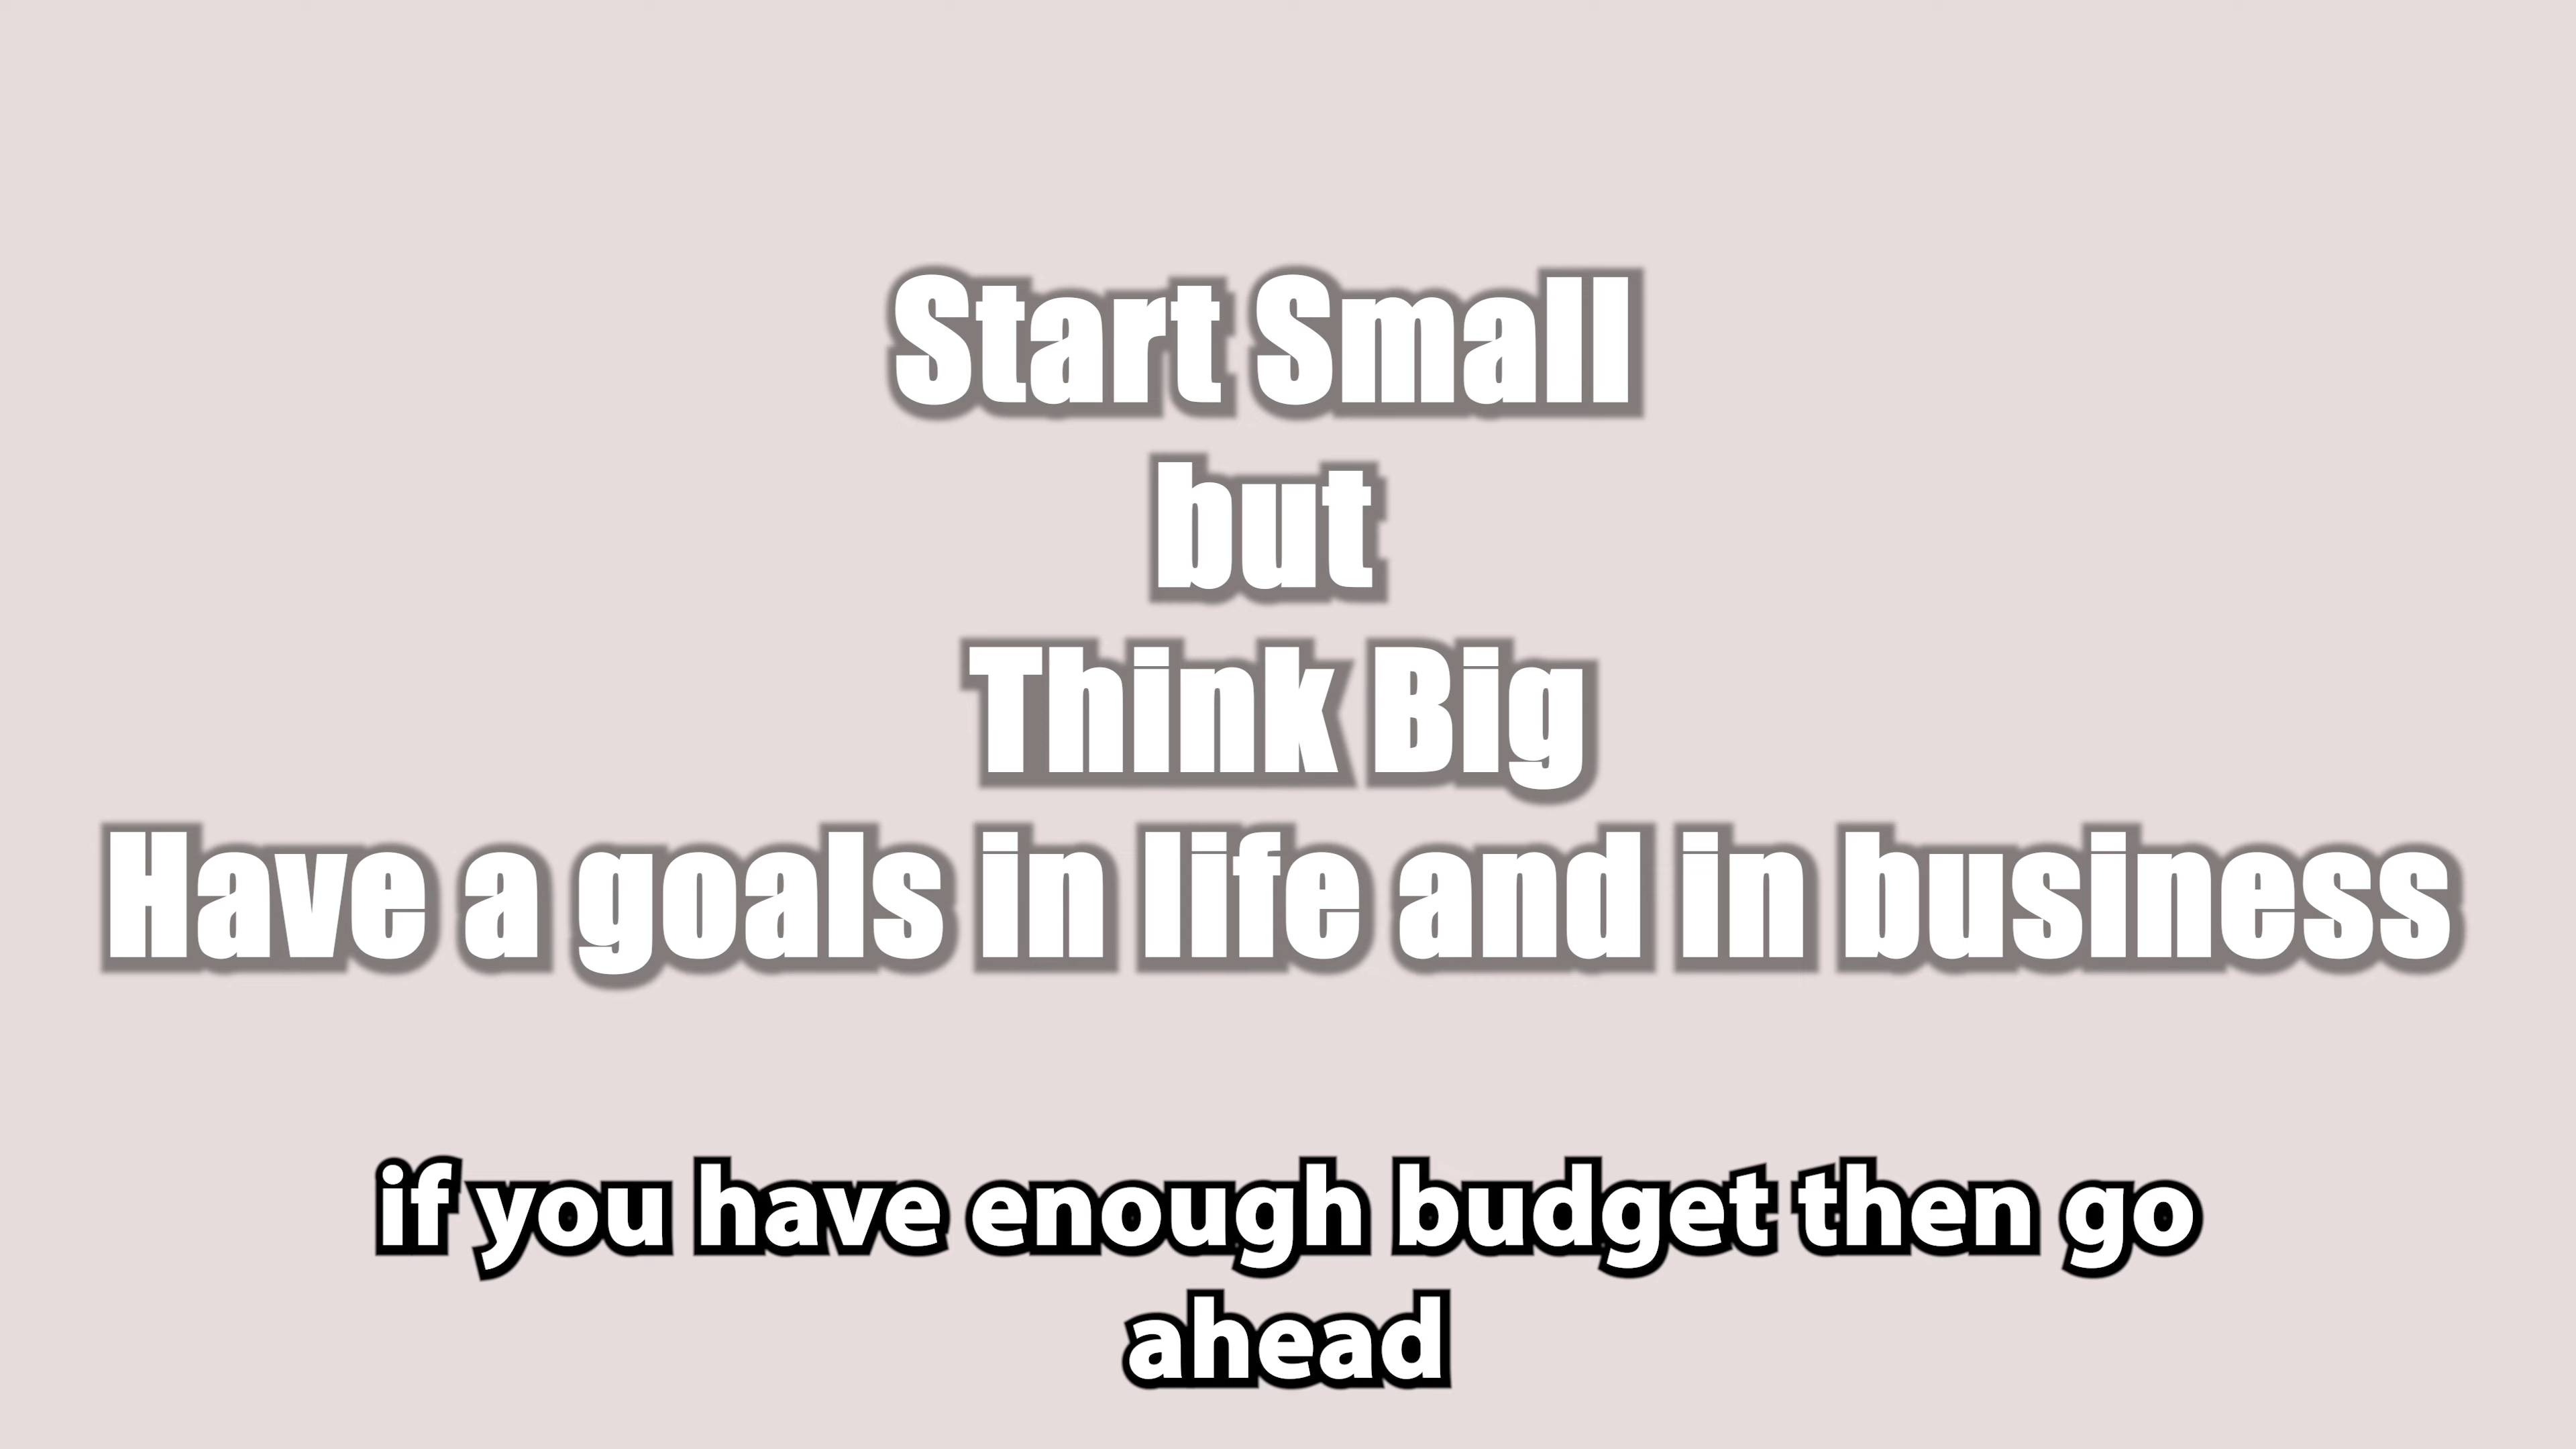 Start Small
but
Think Big
Have a goals in life and in business
if you have enough budget then go
ahead